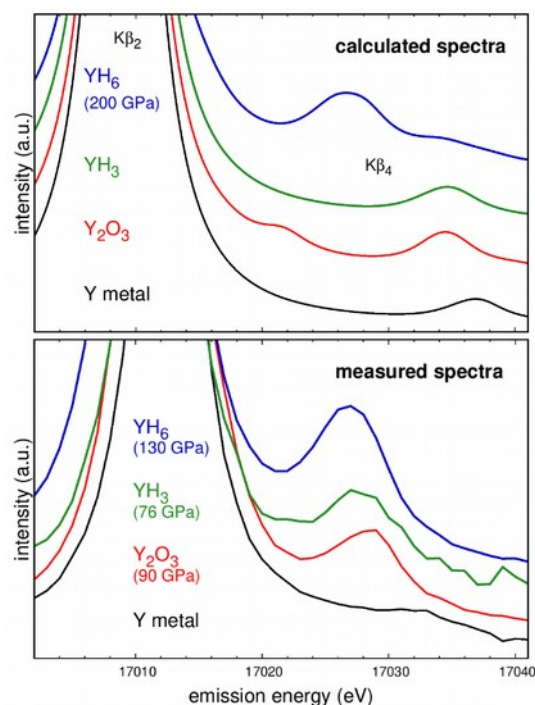 Kβ₂
calculated spectra
YH₆
(200 GPa)
Kβ₄
YH₃
Y₂O₃
Y metal
intensity (a.u.)
measured spectra
YH₆
(130 GPa)
YH₃
(76 GPa)
Y₂O₃
(90 GPa)
Y metal
intensity (a.u.)
17010 17020 17030 17040
emission energy (eV)